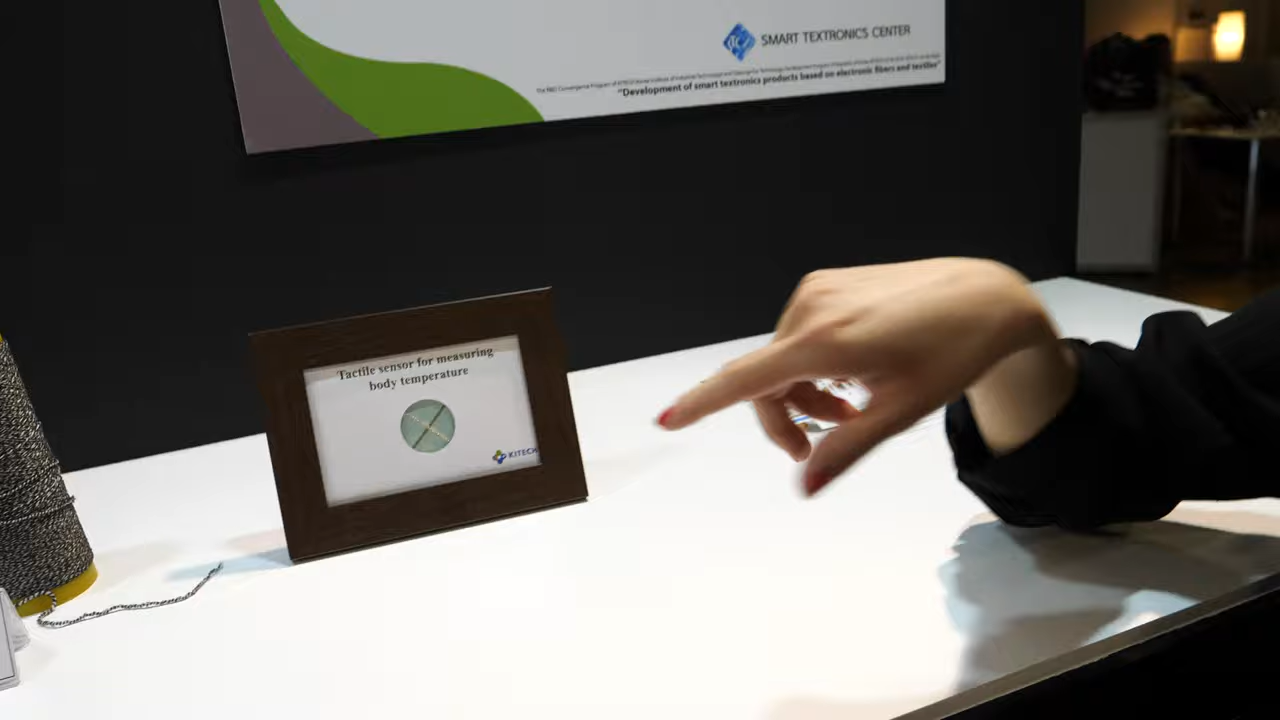 SMART TEXTRONICS CENTER
"Development of smart textronics products based on electronic fibers and textiles"
Tactile sensor for measuring
body temperature
KITECH